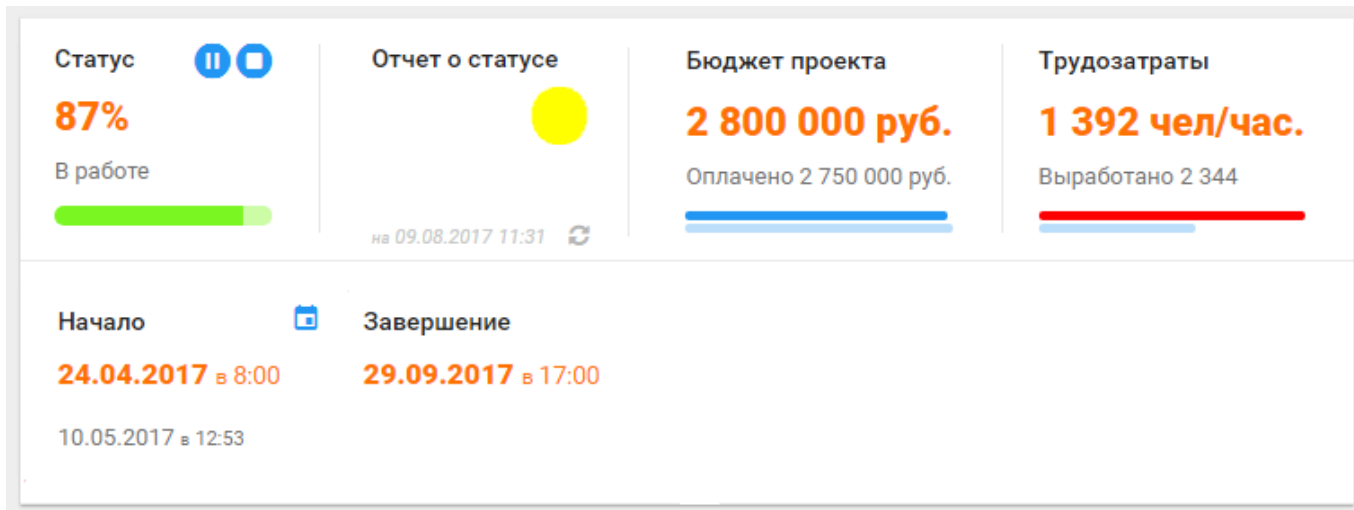 Статус
87%
В работе
Отчет о статусе
на 09.08.2017 11:31
Бюджет проекта
2 800 000 руб.
Оплачено 2 750 000 руб.
Трудозатраты
1 392 чел/час.
Выработано 2 344
Начало
24.04.2017 в 8:00
10.05.2017 в 12:53
Завершение
29.09.2017 в 17:00